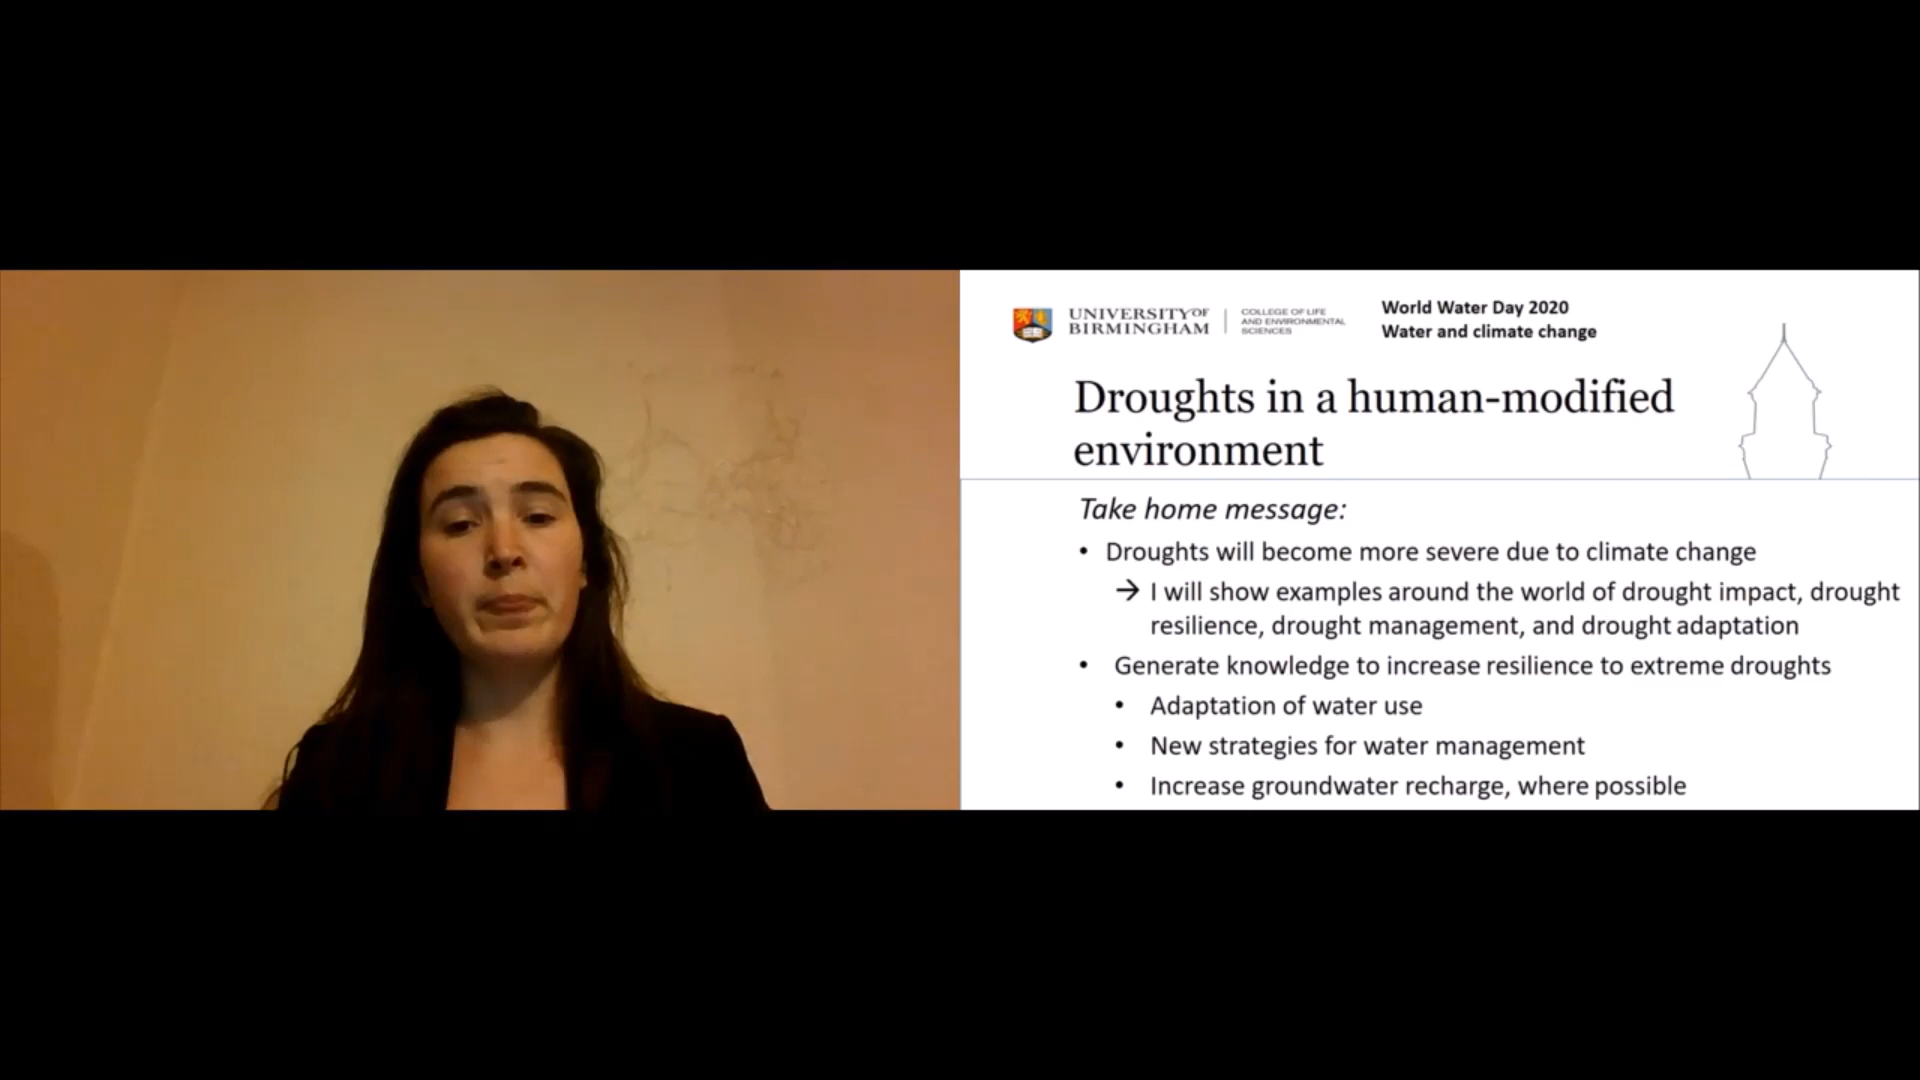 UNIVERSITY OF
BIRMINGHAM
COLLEGE OF LIFE
AND ENVIRONMENTAL
SCIENCES
World Water Day 2020
Water and climate change
Droughts in a human-modified
environment
Take home message:
• Droughts will become more severe due to climate change
→ I will show examples around the world of drought impact, drought
resilience, drought management, and drought adaptation
• Generate knowledge to increase resilience to extreme droughts
• Adaptation of water use
• New strategies for water management
• Increase groundwater recharge, where possible